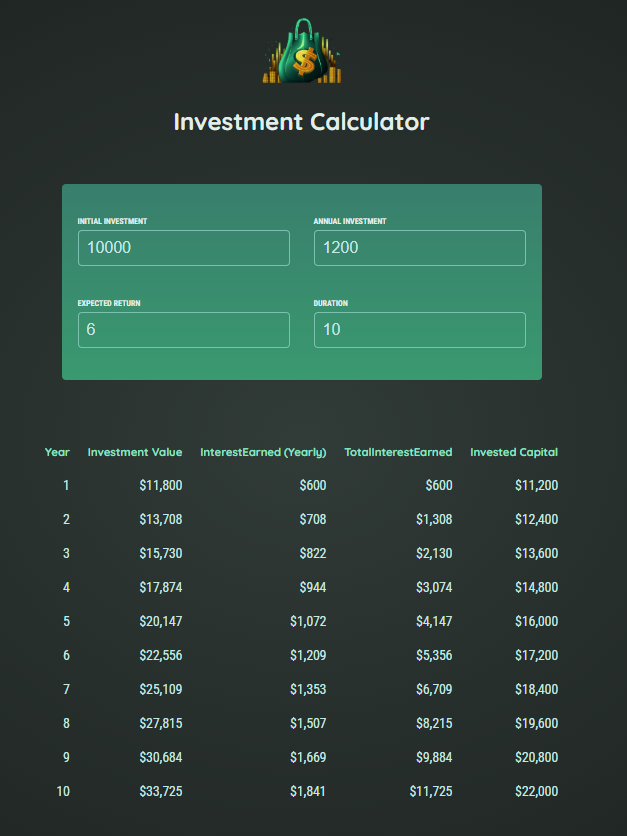 $
Investment Calculator
INITIAL INVESTMENT ANNUAL INVESTMENT
10000 1200
EXPECTED RETURN DURATION
6 10
Year Investment Value InterestEarned (Yearly) TotalInterestEarned Invested Capital
1 $11,800 $600 $600 $11,200
2 $13,708 $708 $1,308 $12,400
3 $15,730 $822 $2,130 $13,600
4 $17,874 $944 $3,074 $14,800
5 $20,147 $1,072 $4,147 $16,000
6 $22,556 $1,209 $5,356 $17,200
7 $25,109 $1,353 $6,709 $18,400
8 $27,815 $1,507 $8,215 $19,600
9 $30,684 $1,669 $9,884 $20,800
10 $33,725 $1,841 $11,725 $22,000